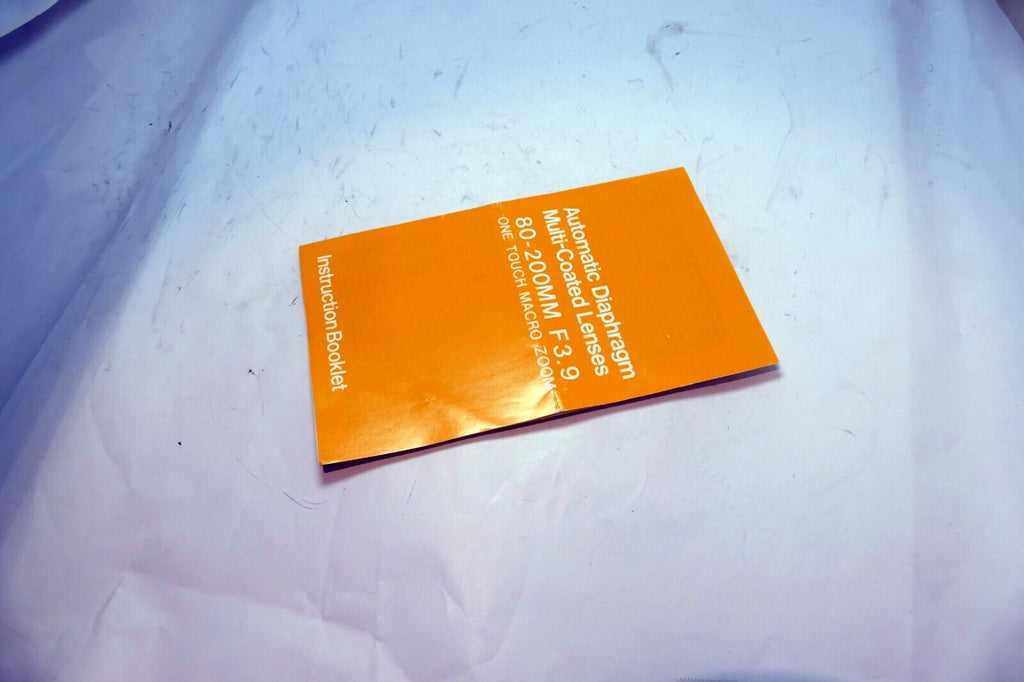 Automatic Diaphragm
Multi-Coated Lenses
80-200MM F3.9
ONE TOUCH MACRO ZOOM
Instruction Booklet